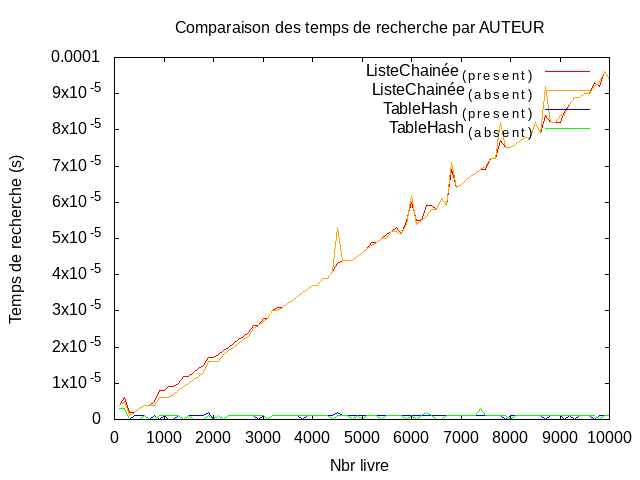 Comparaison des temps de recherche par AUTEUR
0.0001
9x10^-5
8x10^-5
7x10^-5
6x10^-5
5x10^-5
4x10^-5
3x10^-5
2x10^-5
1x10^-5
0
Temps de recherche (s)
ListeChainée (present)
ListeChainée (absent)
TableHash (present)
TableHash (absent)
0 1000 2000 3000 4000 5000 6000 7000 8000 9000 10000
Nbr livre